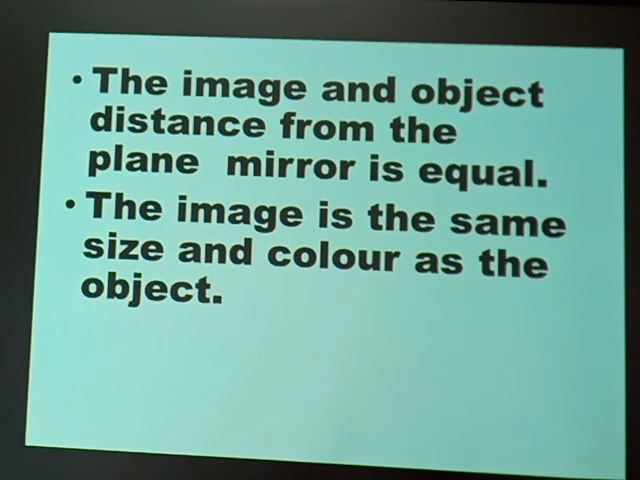 • The image and object
distance from the
plane  mirror is equal.
• The image is the same
size and colour as the
object.